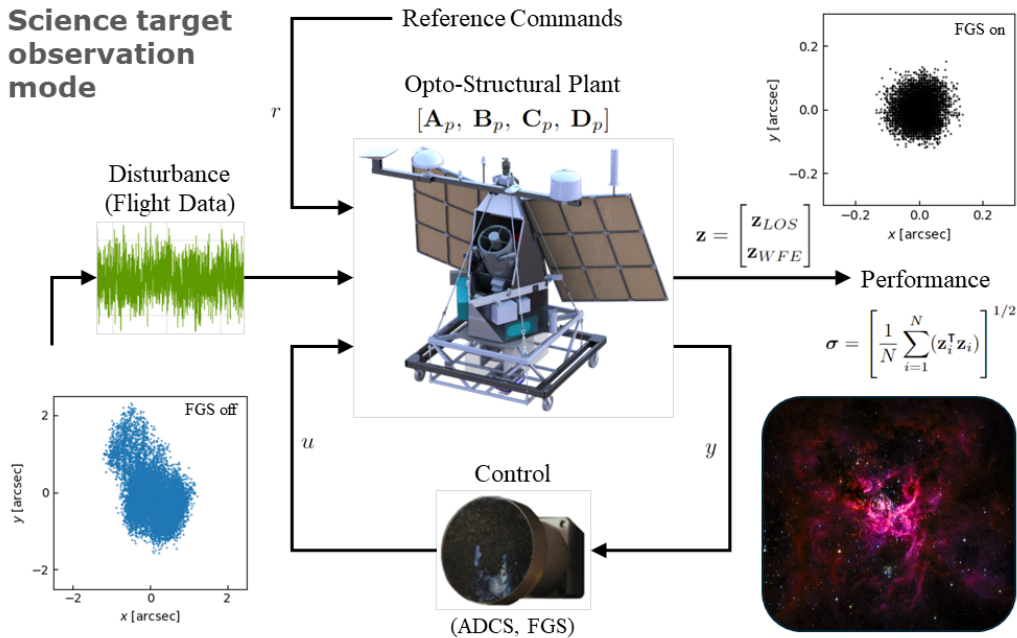 Science target
observation
mode
Reference Commands
r
Opto-Structural Plant
[A_p, B_p, C_p, D_p]
Disturbance
(Flight Data)
FGS on
0.2
0.0
−0.2
y [arcsec]
−0.2 0.0 0.2
x [arcsec]
z = [z_LOS
z_WFE]
Performance
σ = [1/N ∑_{i=1}^{N} (z_i^⊺ z_i)]^{1/2}
FGS off
2
0
−2
y [arcsec]
−2 0 2
x [arcsec]
u
y
Control
(ADCS, FGS)